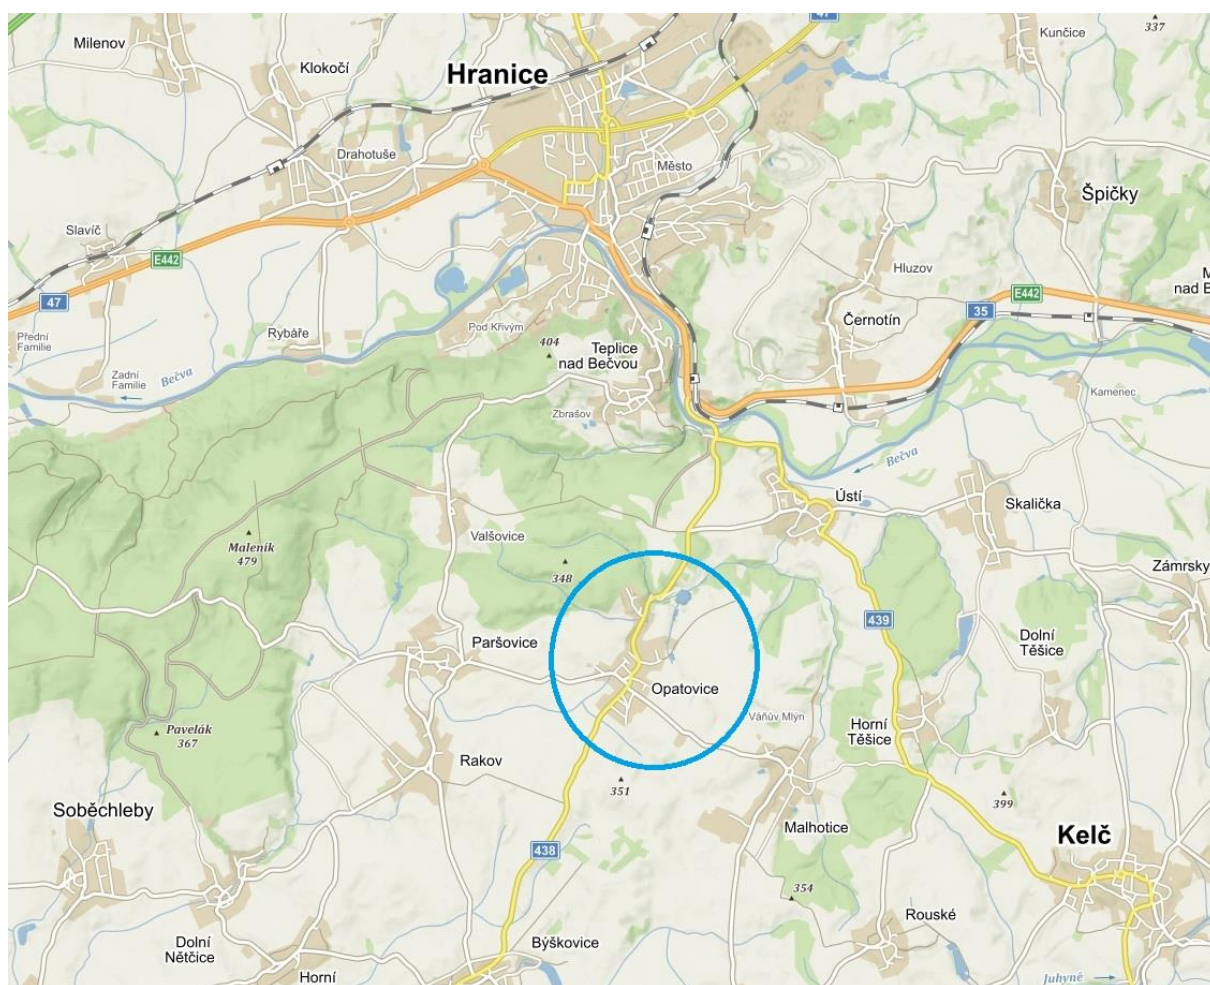 47
337
Milenov
Kunčice
Klokočí
Hranice
Drahotuše
Město
Špičky
Slavíč
E442
Hluzov
M
nad B
47
E442
35
Černotín
Přední
Familie
Rybáře
Pod Křivým
404
Teplice
nad Bečvou
Zadní
Familie
Bečva
Kamenec
Zbrašov
Bečva
Ústí
Skalička
Valšovice
Maleník
479
348
Zámrsky
439
Paršovice
Dolní
Těšice
Opatovice
Váňův Mlýn
Pavelák
367
Horní
Těšice
Rakov
351
399
Soběchleby
Malhotice
Kelč
438
354
Rouské
Dolní
Nětčice
Býškovice
Horní
Juhyně